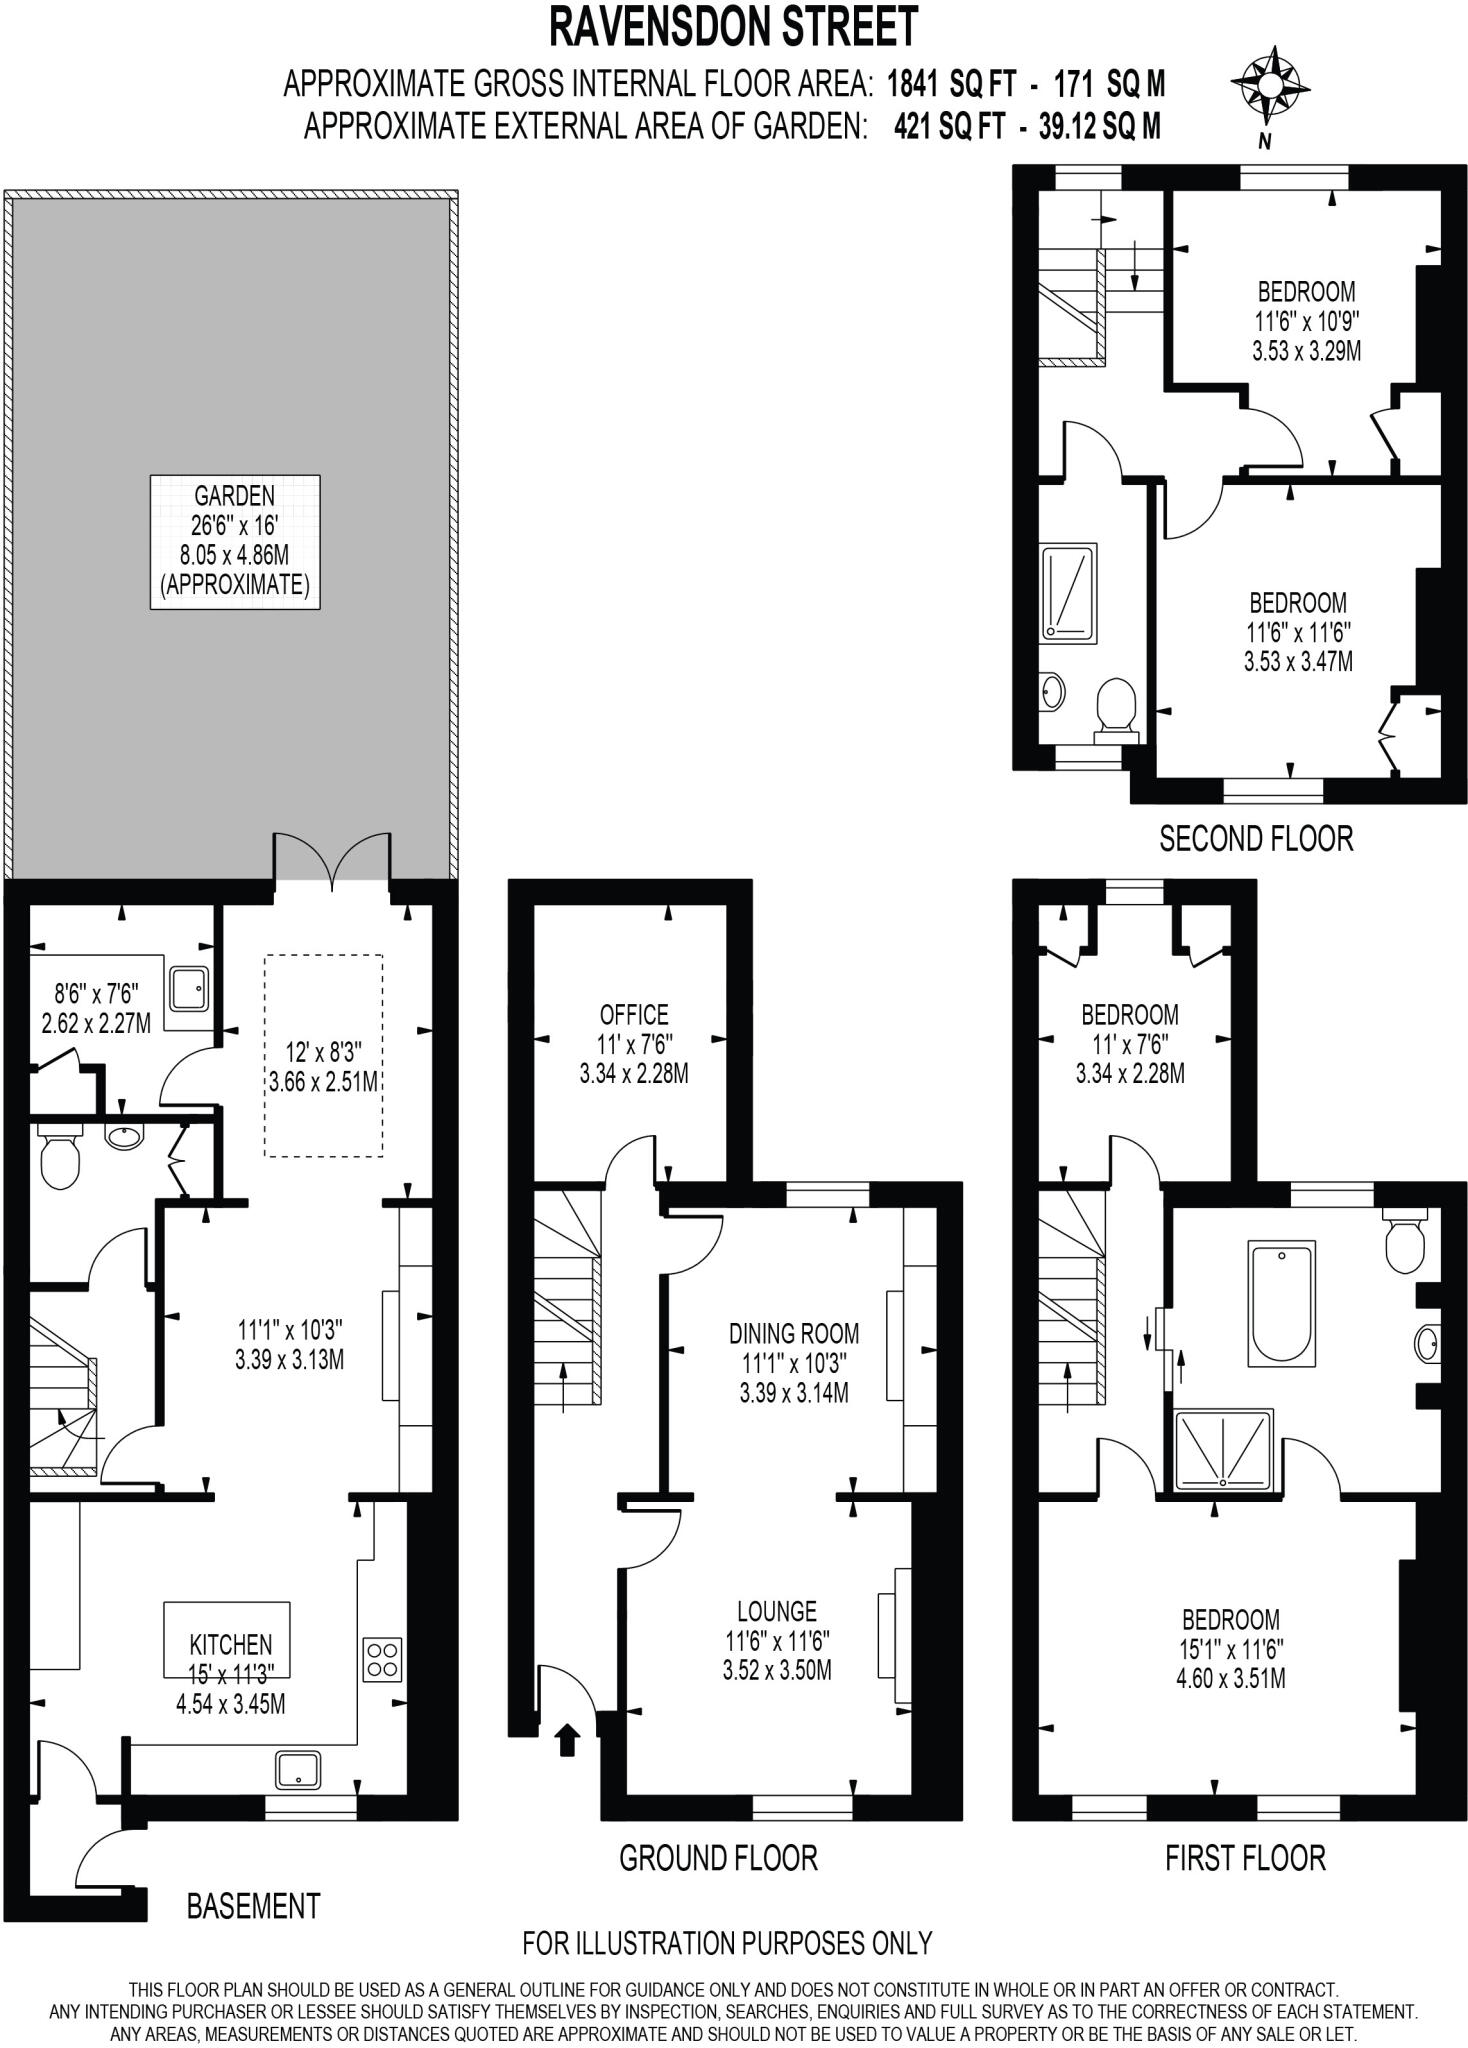 RAVENSDON STREET
APPROXIMATE GROSS INTERNAL FLOOR AREA: 1841 SQ FT - 171 SQ M
APPROXIMATE EXTERNAL AREA OF GARDEN: 421 SQ FT - 39.12 SQ M
N
GARDEN
26'6" x 16'
8.05 x 4.86M
(APPROXIMATE)
BEDROOM
11'6" x 10'9"
3.53 x 3.29M
BEDROOM
11'6" x 11'6"
3.53 x 3.47M
SECOND FLOOR
8'6" x 7'6"
2.62 x 2.27M
12' x 8'3"
3.66 x 2.51M
11'1" x 10'3"
3.39 x 3.13M
KITCHEN
15' x 11'3"
4.54 x 3.45M
BASEMENT
OFFICE
11' x 7'6"
3.34 x 2.28M
DINING ROOM
11'1" x 10'3"
3.39 x 3.14M
LOUNGE
11'6" x 11'6"
3.52 x 3.50M
GROUND FLOOR
BEDROOM
11' x 7'6"
3.34 x 2.28M
BEDROOM
15'1" x 11'6"
4.60 x 3.51M
FIRST FLOOR
FOR ILLUSTRATION PURPOSES ONLY
THIS FLOOR PLAN SHOULD BE USED AS A GENERAL OUTLINE FOR GUIDANCE ONLY AND DOES NOT CONSTITUTE IN WHOLE OR IN PART AN OFFER OR CONTRACT.
ANY INTENDING PURCHASER OR LESSEE SHOULD SATISFY THEMSELVES BY INSPECTION, SEARCHES, ENQUIRIES AND FULL SURVEY AS TO THE CORRECTNESS OF EACH STATEMENT.
ANY AREAS, MEASUREMENTS OR DISTANCES QUOTED ARE APPROXIMATE AND SHOULD NOT BE USED TO VALUE A PROPERTY OR BE THE BASIS OF ANY SALE OR LET.